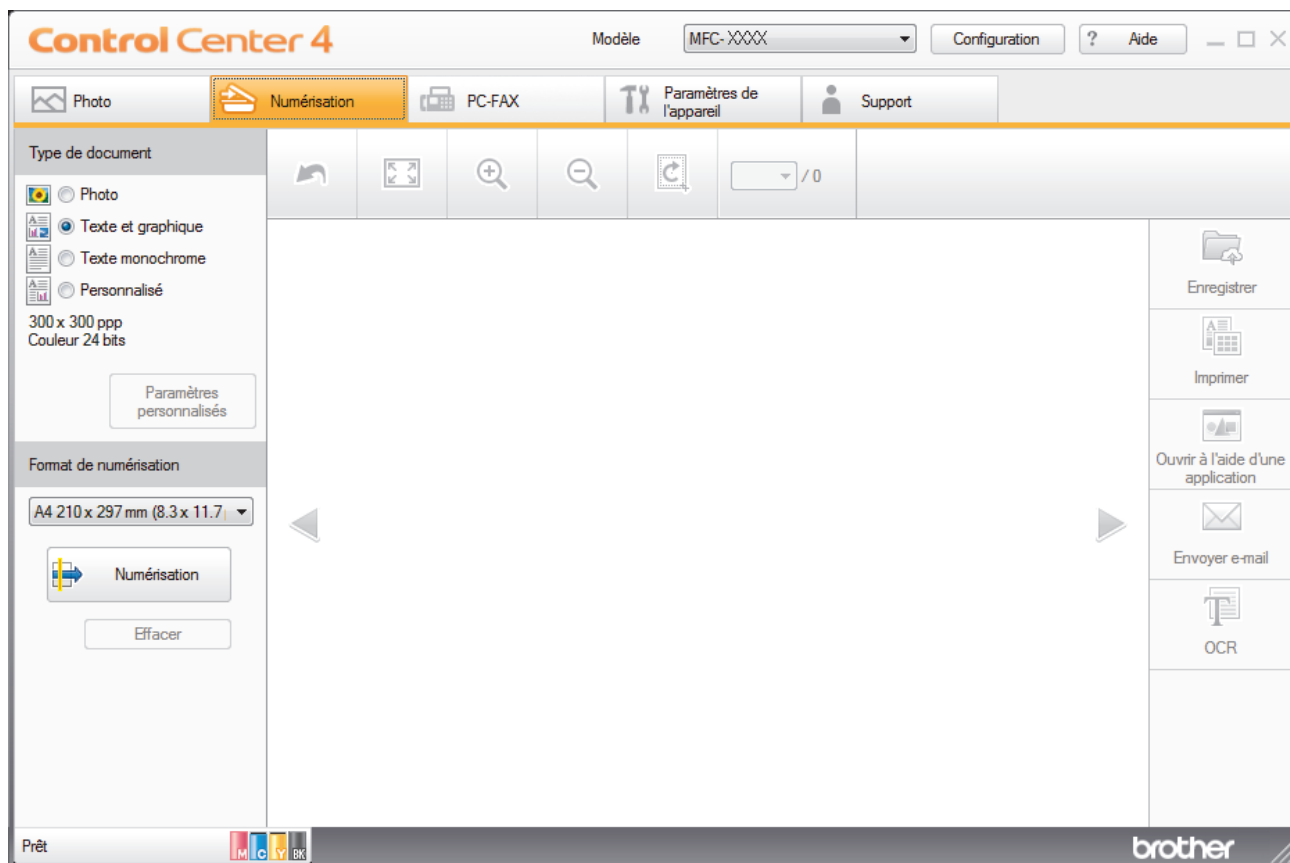 Control Center 4
Modèle
MFC-XXXX
Configuration
? Aide
Photo
Numérisation
PC-FAX
Paramètres de
l'appareil
Support
Type de document
Photo
Texte et graphique
Texte monochrome
Personnalisé
300 x 300 ppp
Couleur 24 bits
Paramètres
personnalisés
/ 0
Format de numérisation
A4 210 x 297 mm (8.3 x 11.7
Numérisation
Effacer
Enregistrer
Imprimer
Ouvrir à l'aide d'une
application
Envoyer e-mail
OCR
Prêt
M C Y BK
brother